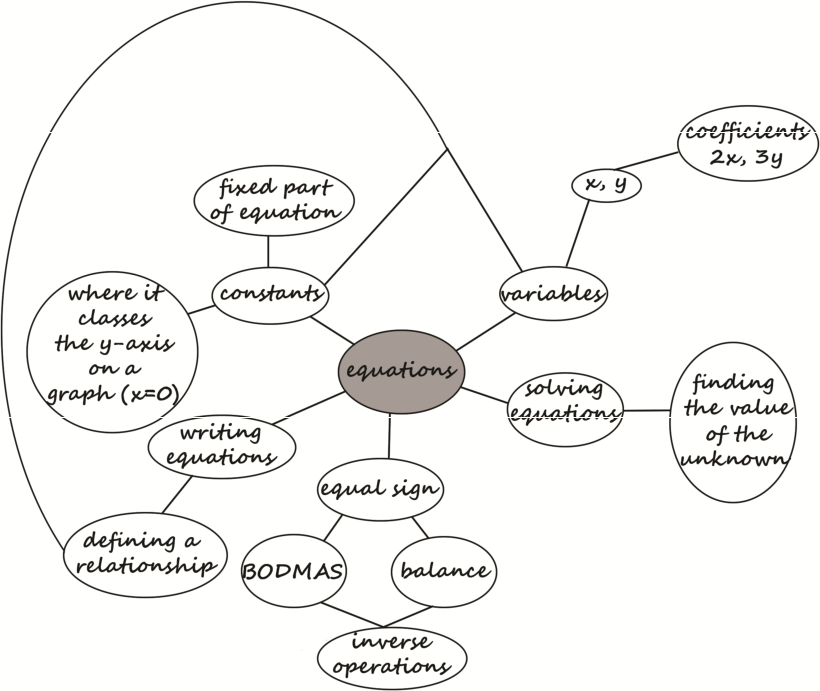 coefficients
2x, 3y
x, y
fixed part
of equation
constants
variables
where it
classes
the y-axis
on a
graph (x=0)
equations
solving
equations
finding
the value
of the
unknown
writing
equations
equal sign
defining a
relationship
BODMAS
balance
inverse
operations